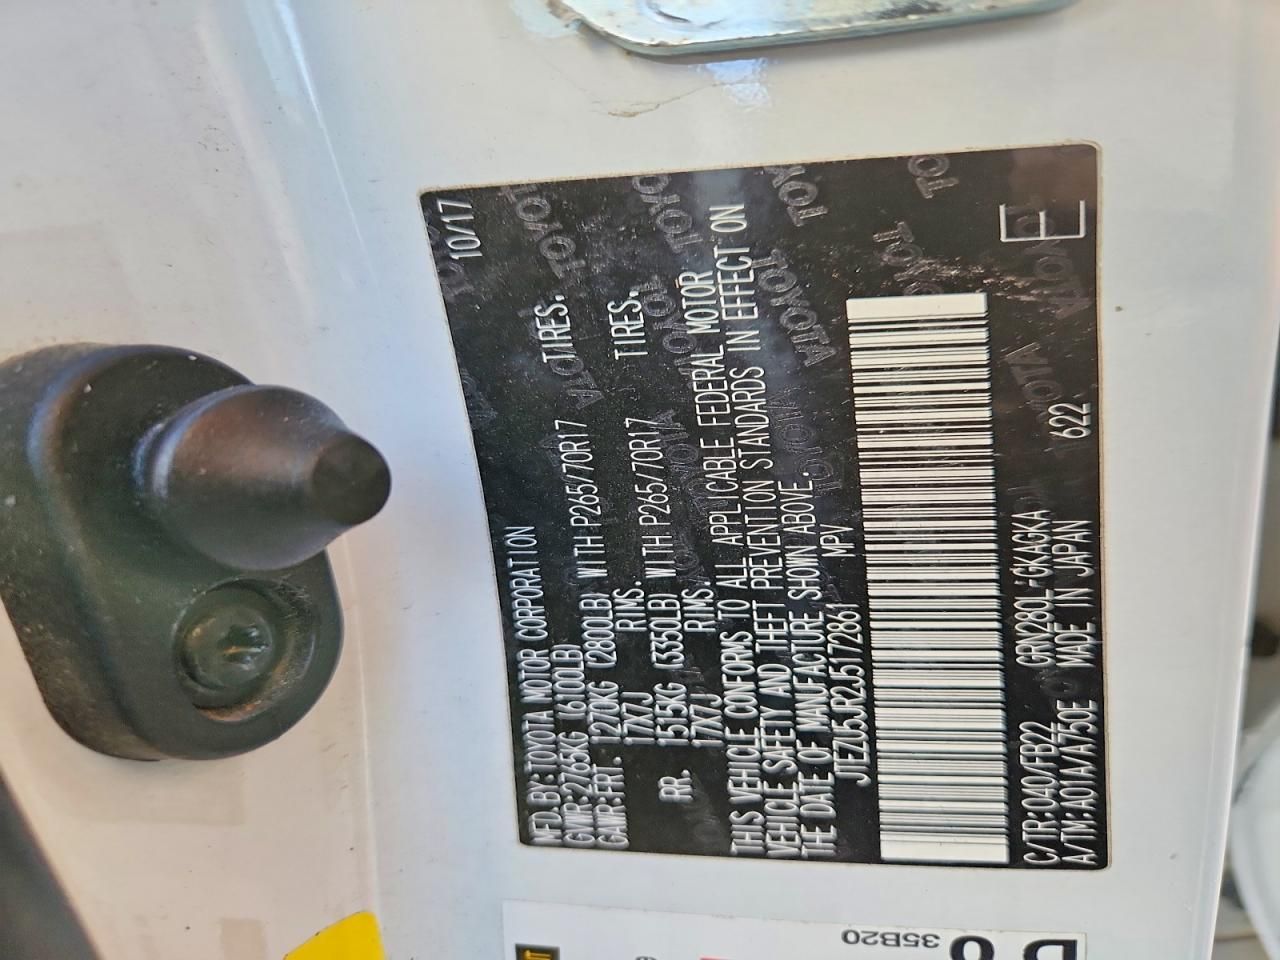 MFD BY:TOYOTA MOTOR CORPORATION 10/17
GVWR:2765KG (6100LB)
GAWR:FRT. 1270KG (2800LB) WITH P265/70R17 TIRES.
17X7J RIMS.
RR. 1515KG (3350LB) WITH P265/70R17 TIRES.
17X7J RIMS.
THIS VEHICLE CONFORMS TO ALL APPLICABLE FEDERAL MOTOR
VEHICLE SAFETY AND THEFT PREVENTION STANDARDS IN EFFECT ON
THE DATE OF MANUFACTURE SHOWN ABOVE.
JTEZU5JR2J5172861 MPV
C/TR:040/FB22 GRN280L-GKAGKA 622
A/TM:A01A/A750E MADE IN JAPAN
E
35B20